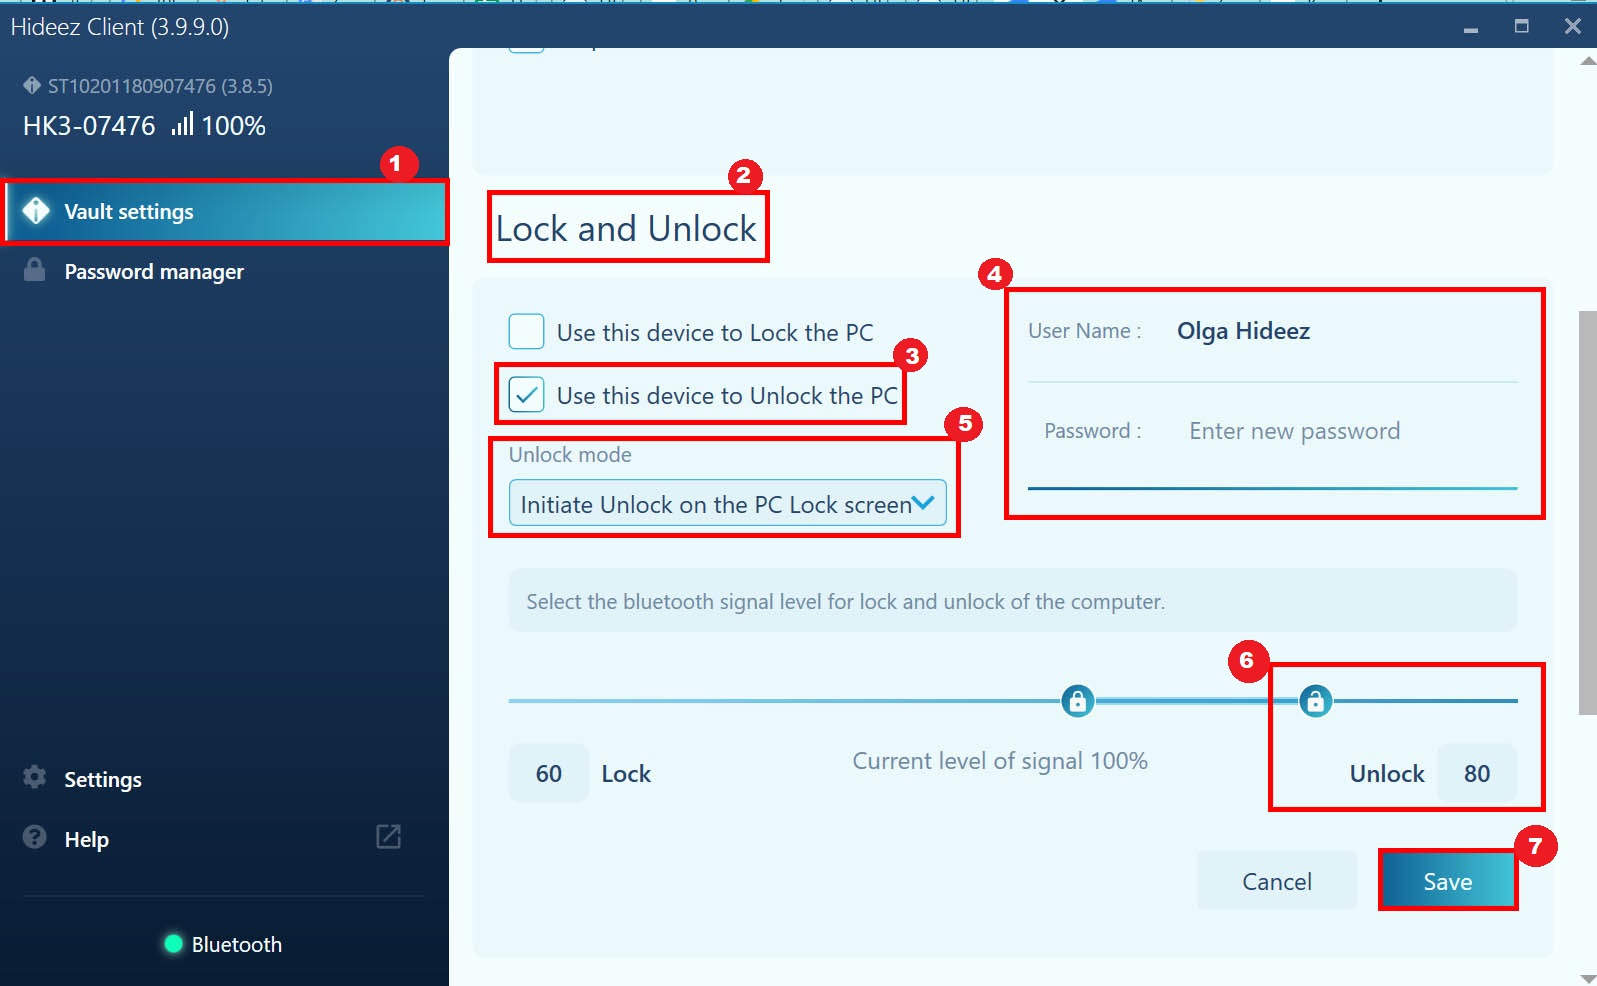 Hideez Client (3.9.9.0)
ST10201180907476 (3.8.5)
HK3-07476 100%
1
Vault settings
Password manager
Settings
Help
Bluetooth
2
Lock and Unlock
Use this device to Lock the PC
3
Use this device to Unlock the PC
4
User Name : Olga Hideez
Password : Enter new password
5
Unlock mode
Initiate Unlock on the PC Lock screen
Select the bluetooth signal level for lock and unlock of the computer.
6
60 Lock
Current level of signal 100%
Unlock 80
Cancel
7
Save